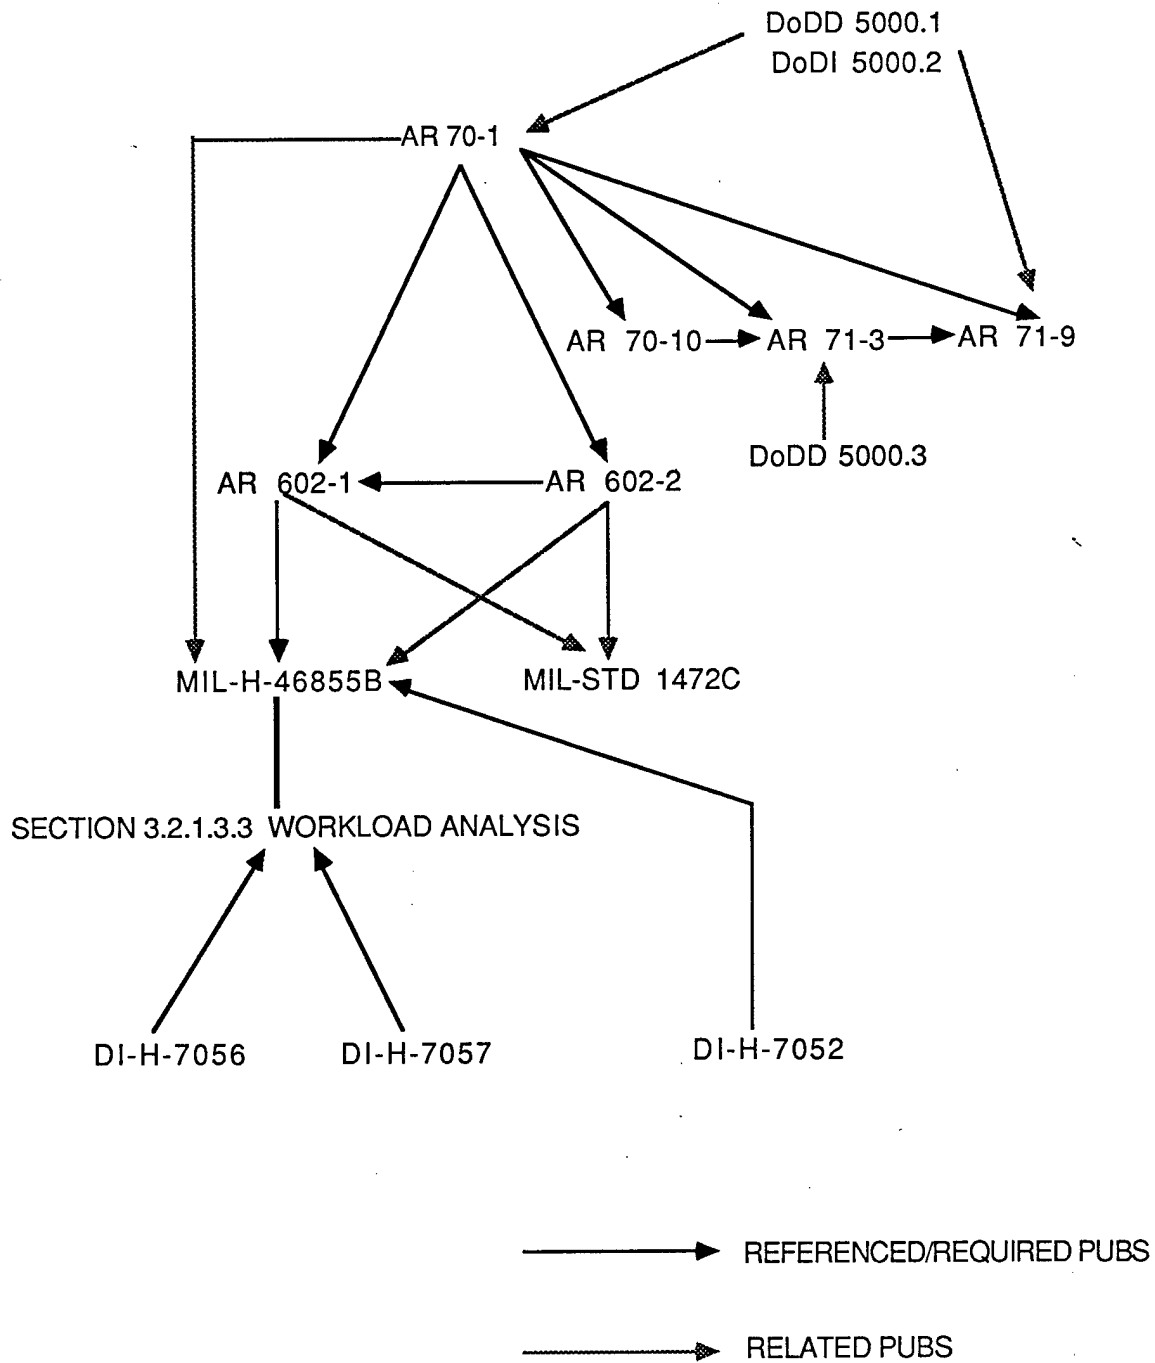 DoDD 5000.1
DoDI 5000.2
AR 70-1
AR 70-10
AR 71-3
AR 71-9
DoDD 5000.3
AR 602-1
AR 602-2
MIL-H-46855B
MIL-STD 1472C
SECTION 3.2.1.3.3 WORKLOAD ANALYSIS
DI-H-7056
DI-H-7057
DI-H-7052
REFERENCED/REQUIRED PUBS
RELATED PUBS